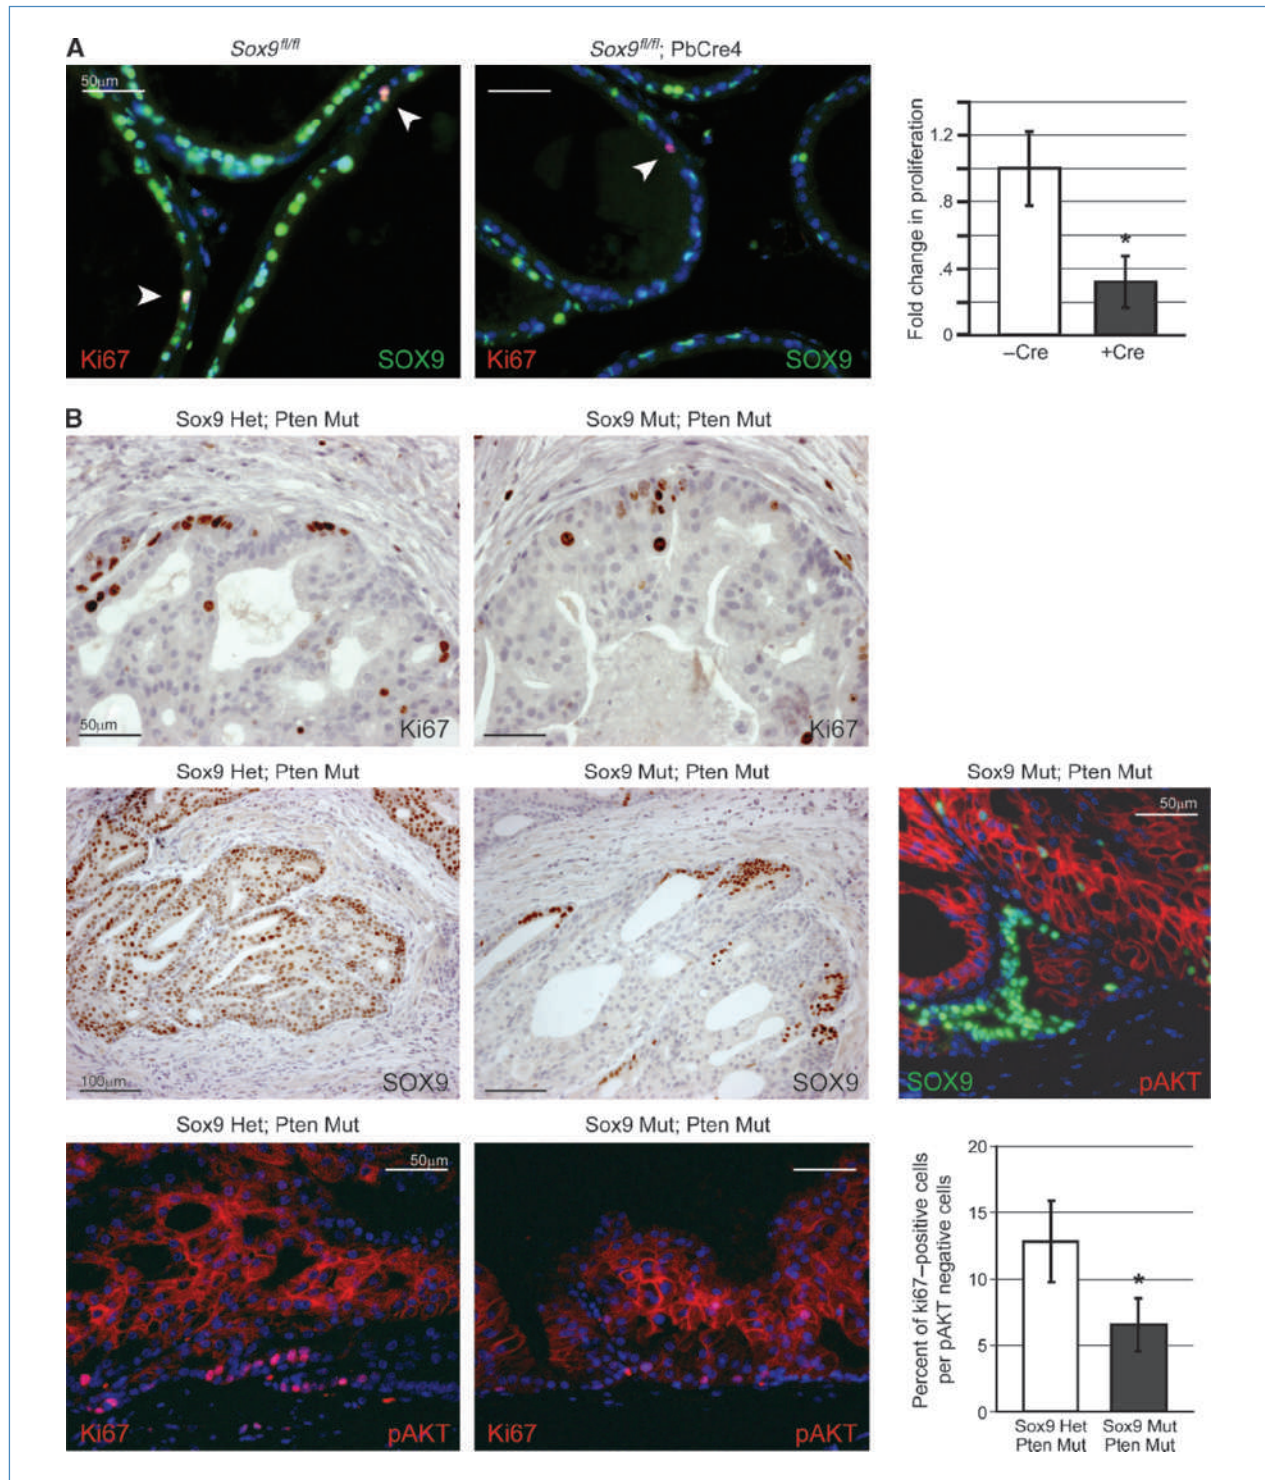 A
Sox9fl/fl
Sox9fl/fl; PbCre4
50µm
Ki67
SOX9
Ki67
SOX9
Fold change in proliferation
1.2
.8
.4
0
–Cre
+Cre
*
B
Sox9 Het; Pten Mut
Sox9 Mut; Pten Mut
50µm
Ki67
Ki67
Sox9 Het; Pten Mut
Sox9 Mut; Pten Mut
Sox9 Mut; Pten Mut
100µm
SOX9
SOX9
50µm
SOX9
pAKT
Sox9 Het; Pten Mut
Sox9 Mut; Pten Mut
50µm
Ki67
pAKT
Ki67
pAKT
Percent of ki67–positive cells
per pAKT negative cells
20
15
10
5
0
*
Sox9 Het
Pten Mut
Sox9 Mut
Pten Mut